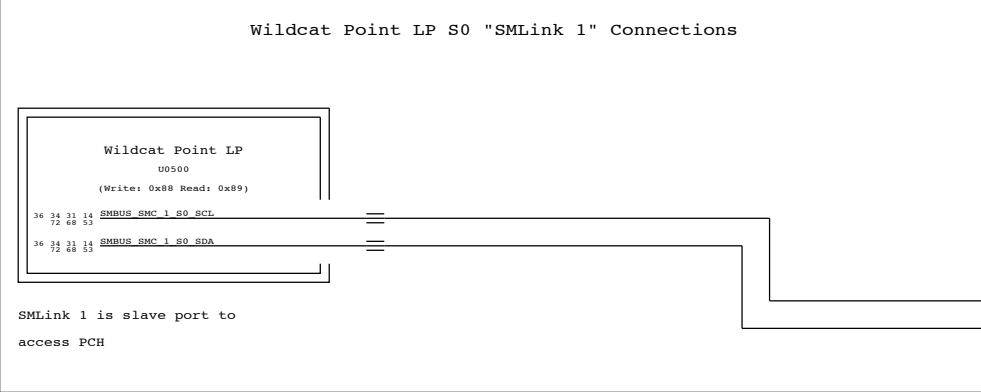 Wildcat Point LP S0 "SMLink 1" Connections
Wildcat Point LP
U0500
(Write: 0x88 Read: 0x89)
36 34 31 14 SMBUS_SMC_1_S0_SCL
72 68 53
36 34 31 14 SMBUS_SMC_1_S0_SDA
72 68 53
SMLink 1 is slave port to
access PCH